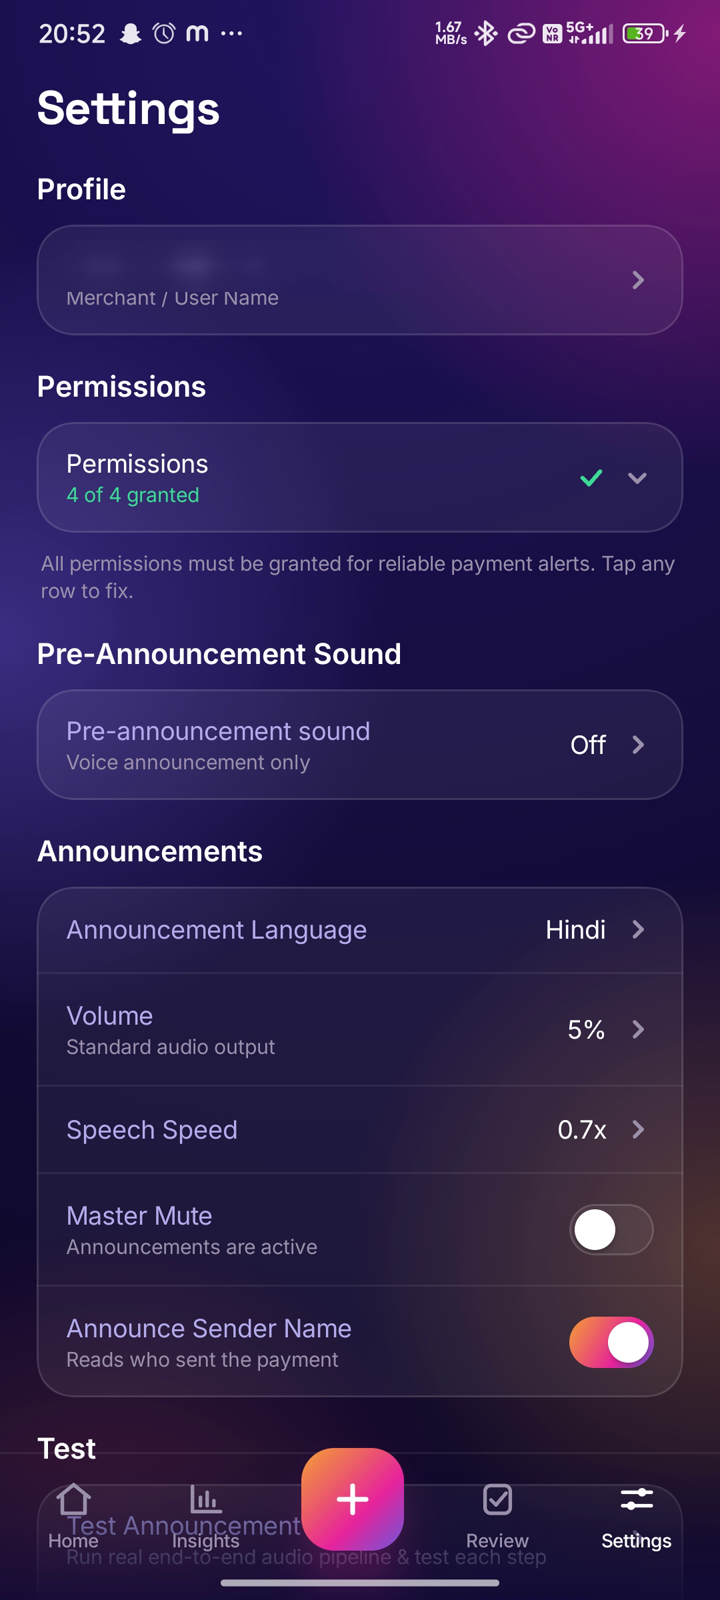 20:52
1.67
MB/s
Vo
NR
5G+
39
Settings
Profile
Merchant / User Name
Permissions
Permissions
4 of 4 granted
All permissions must be granted for reliable payment alerts. Tap any
row to fix.
Pre-Announcement Sound
Pre-announcement sound
Off
Voice announcement only
Announcements
Announcement Language
Hindi
Volume
5%
Standard audio output
Speech Speed
0.7x
Master Mute
Announcements are active
Announce Sender Name
Reads who sent the payment
Test
Test Announcement
Run real end-to-end audio pipeline & test each step
Home
Insights
Review
Settings